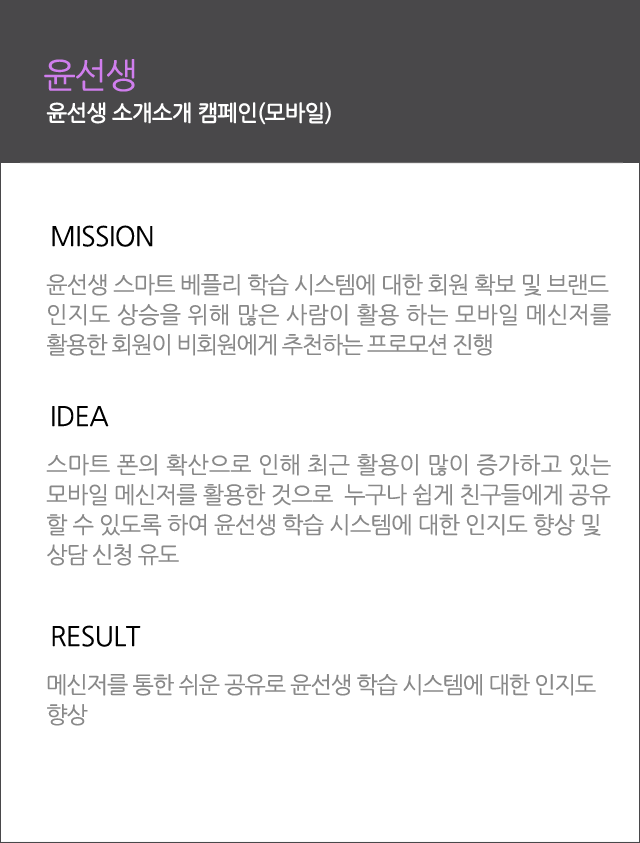 윤선생
윤선생 소개소개 캠페인(모바일)
MISSION
윤선생 스마트 베플리 학습 시스템에 대한 회원 확보 및 브랜드
인지도 상승을 위해 많은 사람이 활용 하는 모바일 메신저를
활용한 회원이 비회원에게 추천하는 프로모션 진행
IDEA
스마트 폰의 확산으로 인해 최근 활용이 많이 증가하고 있는
모바일 메신저를 활용한 것으로 누구나 쉽게 친구들에게 공유
할 수 있도록 하여 윤선생 학습 시스템에 대한 인지도 향상 및
상담 신청 유도
RESULT
메신저를 통한 쉬운 공유로 윤선생 학습 시스템에 대한 인지도
향상